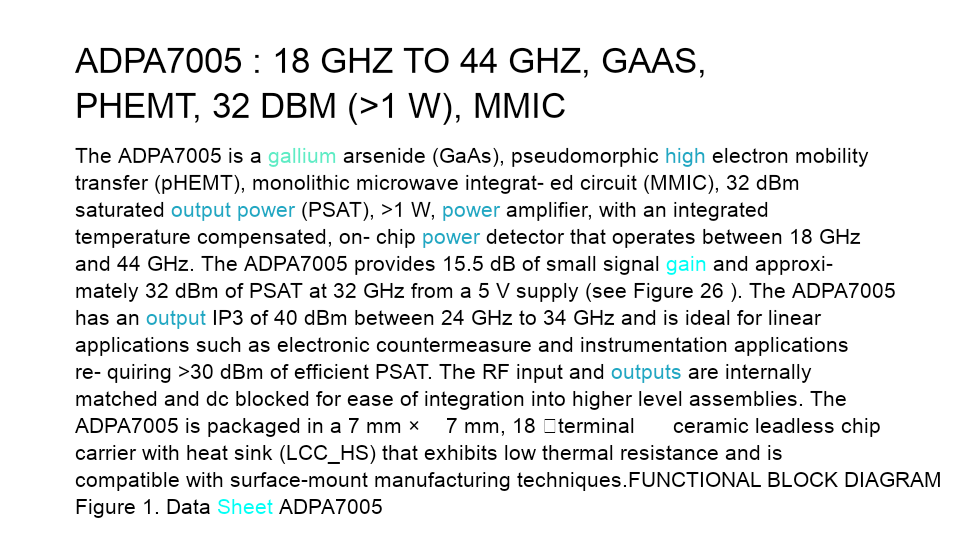 ADPA7005 : 18 GHZ TO 44 GHZ, GAAS,
PHEMT, 32 DBM (>1 W), MMIC
The ADPA7005 is a gallium arsenide (GaAs), pseudomorphic high electron mobility
transfer (pHEMT), monolithic microwave integrat- ed circuit (MMIC), 32 dBm
saturated output power (PSAT), >1 W, power amplifier, with an integrated
temperature compensated, on- chip power detector that operates between 18 GHz
and 44 GHz. The ADPA7005 provides 15.5 dB of small signal gain and approxi-
mately 32 dBm of PSAT at 32 GHz from a 5 V supply (see Figure 26 ). The ADPA7005
has an output IP3 of 40 dBm between 24 GHz to 34 GHz and is ideal for linear
applications such as electronic countermeasure and instrumentation applications
re- quiring >30 dBm of efficient PSAT. The RF input and outputs are internally
matched and dc blocked for ease of integration into higher level assemblies. The
ADPA7005 is packaged in a 7 mm × 7 mm, 18 □terminal ceramic leadless chip
carrier with heat sink (LCC_HS) that exhibits low thermal resistance and is
compatible with surface-mount manufacturing techniques.FUNCTIONAL BLOCK DIAGRAM
Figure 1. Data Sheet ADPA7005